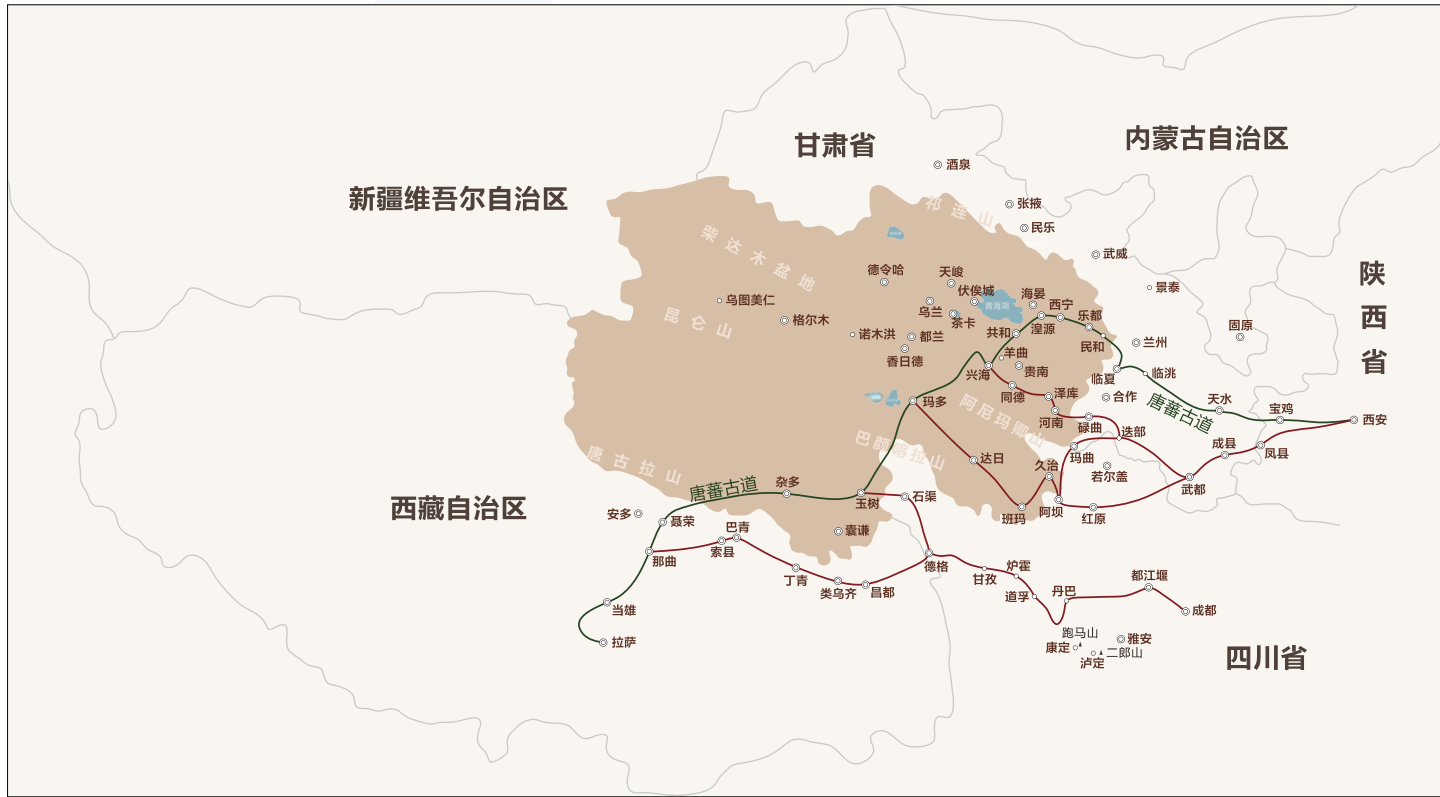 甘肃省
内蒙古自治区
酒泉
新疆维吾尔自治区
张掖
祁连山
民乐
柴达木盆地
武威
陕西省
德令哈
天峻
伏俟城
海晏
景泰
乌图美仁
青海湖
西宁
乌兰
茶卡
湟源
乐都
格尔木
昆仑山
诺木洪
都兰
共和
固原
香日德
羊曲
民和
兰州
兴海
贵南
临夏
临洮
同德
泽库
合作
玛多
阿尼玛卿山
河南
唐蕃古道
天水
宝鸡
碌曲
西安
迭部
巴颜喀拉山
成县
凤县
唐古拉山
达日
久治
玛曲
若尔盖
杂多
唐蕃古道
武都
西藏自治区
玉树
石渠
班玛
阿坝
红原
安多
聂荣
巴青
囊谦
那曲
索县
德格
炉霍
丁青
甘孜
都江堰
类乌齐
昌都
道孚
丹巴
当雄
成都
跑马山
拉萨
康定
雅安
二郎山
泸定
四川省